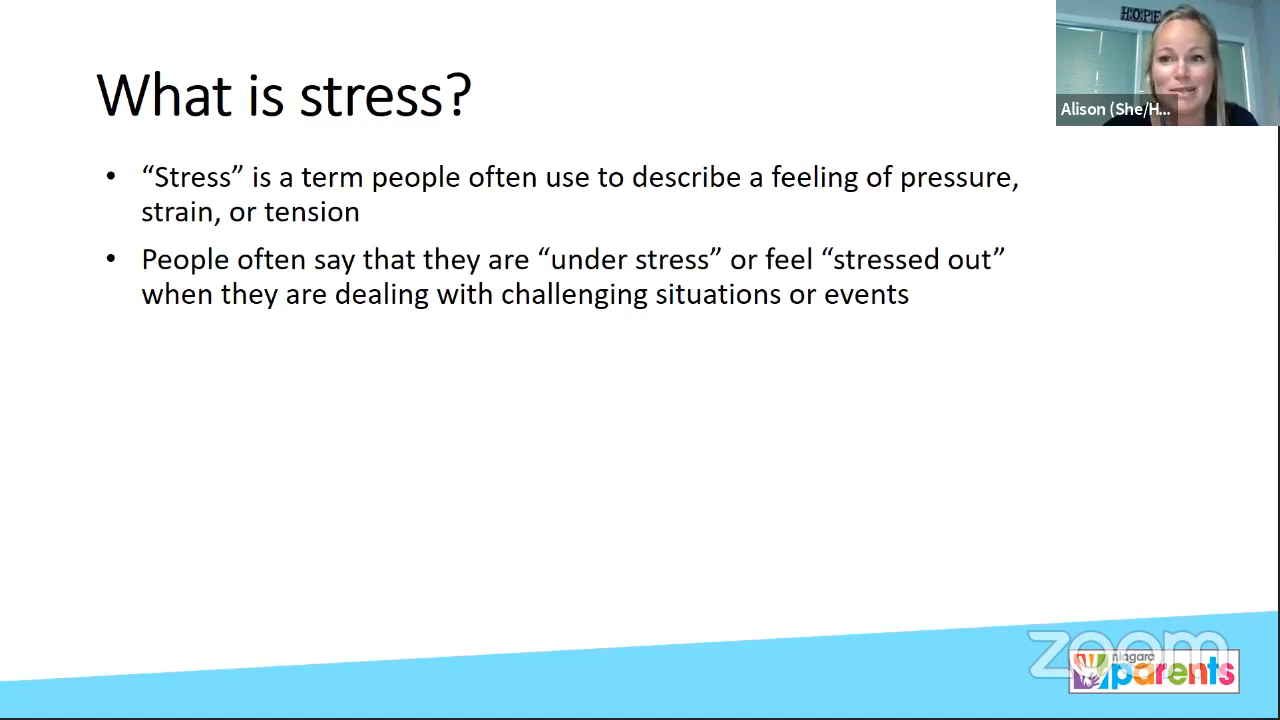 HOPE
Alison (She/H...
What is stress?
• “Stress” is a term people often use to describe a feeling of pressure,
strain, or tension
• People often say that they are “under stress” or feel “stressed out”
when they are dealing with challenging situations or events
zoom
niagara
parents